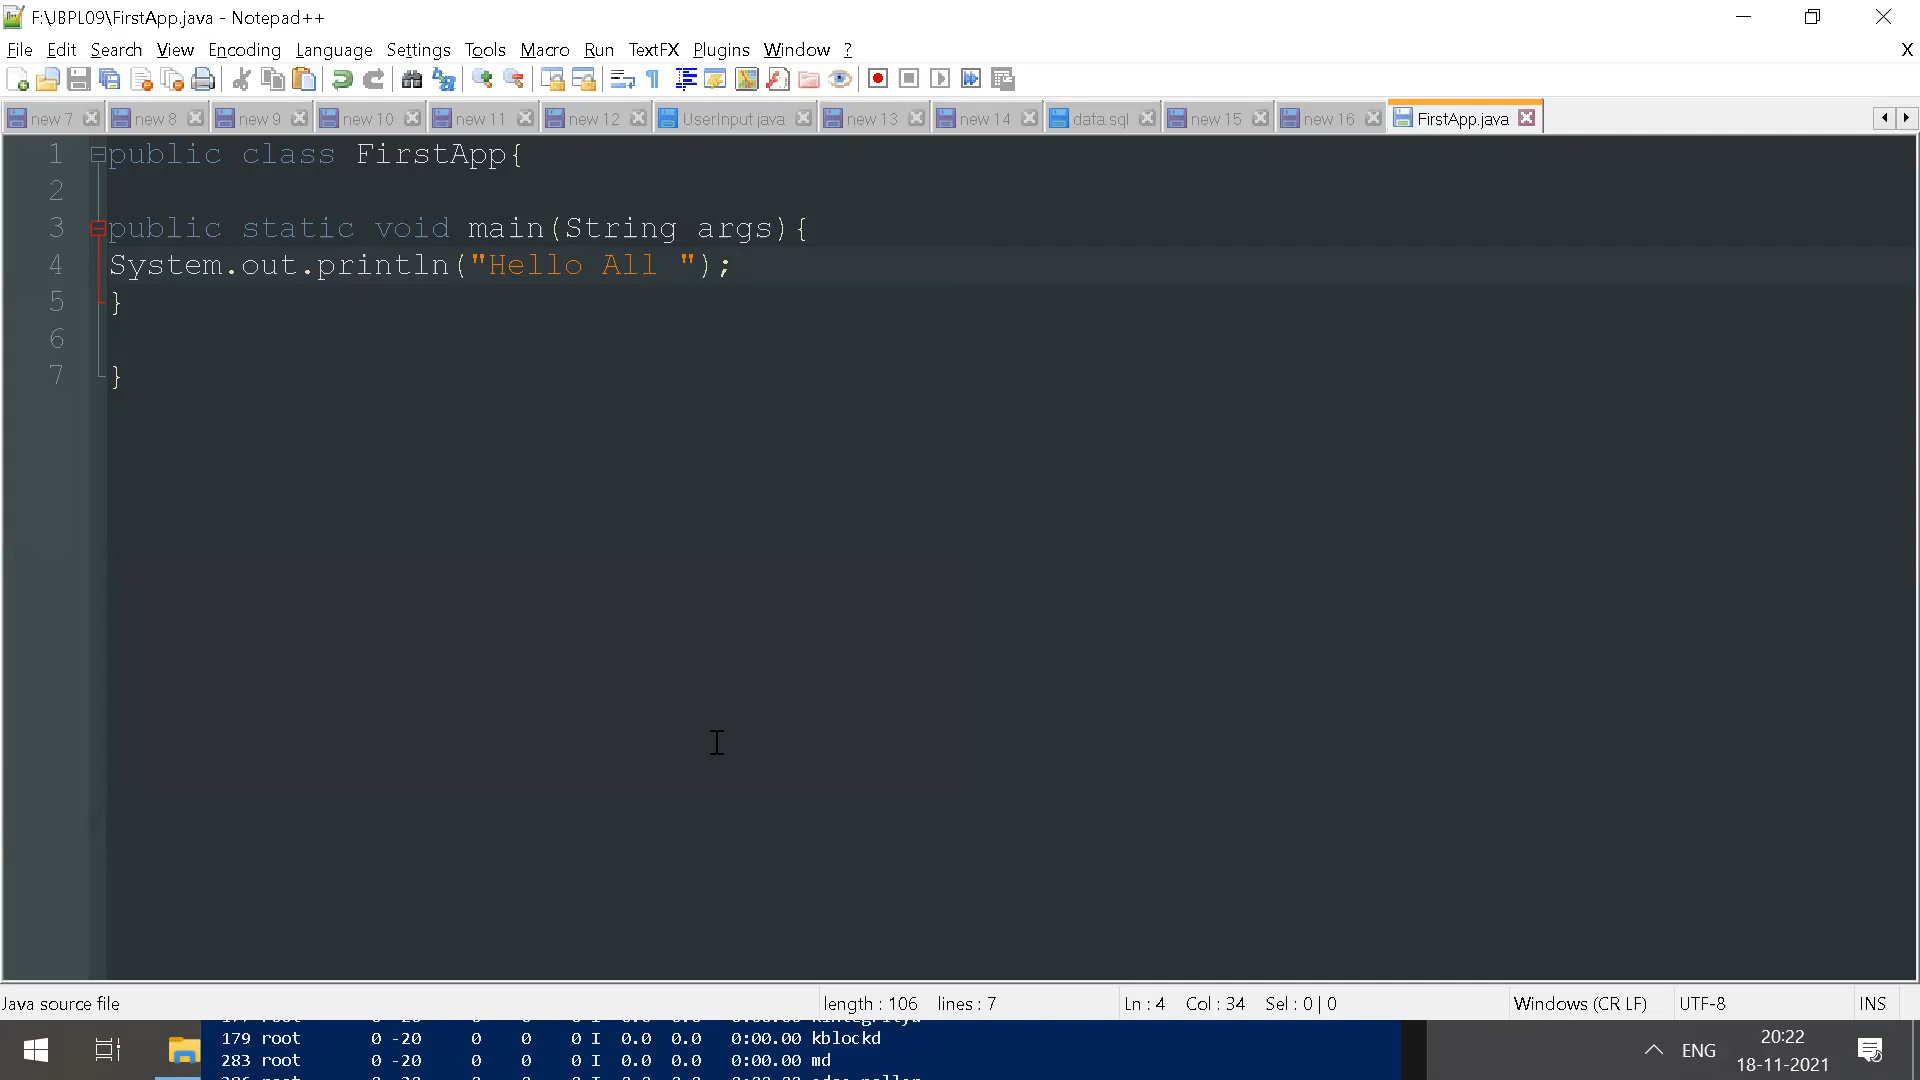 F:\JBPL09\FirstApp.java - Notepad++
File Edit Search View Encoding Language Settings Tools Macro Run TextFX Plugins Window ? X
new 7 new 8 new 9 new 10 new 11 new 12 UserInput.java new 13 new 14 data.sql new 15 new 16 FirstApp.java
1 public class FirstApp{
2
3 public static void main(String args){
4 System.out.println("Hello All ");
5 }
6
7 }
Java source file length : 106 lines : 7 Ln : 4 Col : 34 Sel : 0 | 0 Windows (CR LF) UTF-8 INS
179 root 0 -20 0 0 0 I 0.0 0.0 0:00.00 kblockd
283 root 0 -20 0 0 0 I 0.0 0.0 0:00.00 md
ENG
20:22
18-11-2021